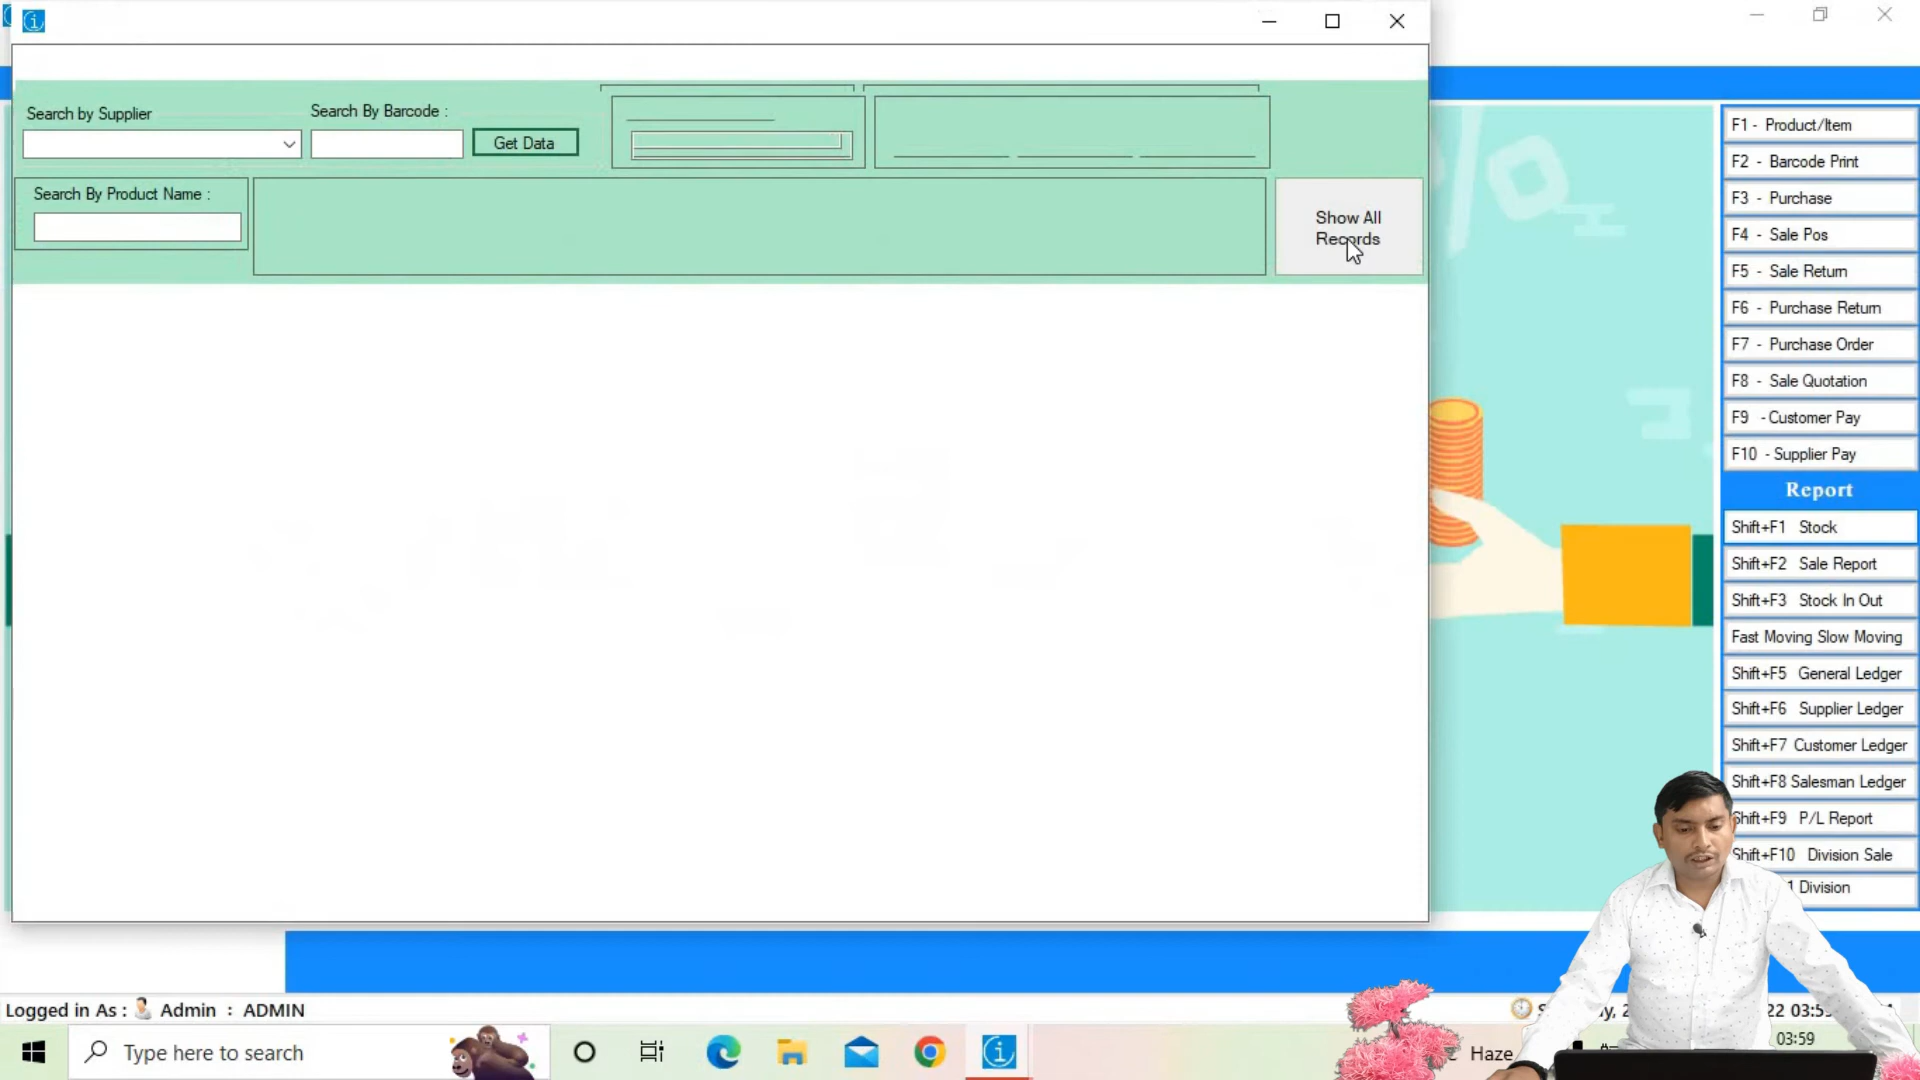 Search by Supplier
Search By Barcode :
Get Data
Search By Product Name :
Show All
Records
F1 - Product/Item
F2 - Barcode Print
F3 - Purchase
F4 - Sale Pos
F5 - Sale Return
F6 - Purchase Return
F7 - Purchase Order
F8 - Sale Quotation
F9 - Customer Pay
F10 - Supplier Pay
Report
Shift+F1 Stock
Shift+F2 Sale Report
Shift+F3 Stock In Out
Fast Moving Slow Moving
Shift+F5 General Ledger
Shift+F6 Supplier Ledger
Shift+F7 Customer Ledger
Shift+F8 Salesman Ledger
Shift+F9 P/L Report
Shift+F10 Division Sale
1 Division
Logged in As : Admin : ADMIN
Type here to search
Haze
03:59